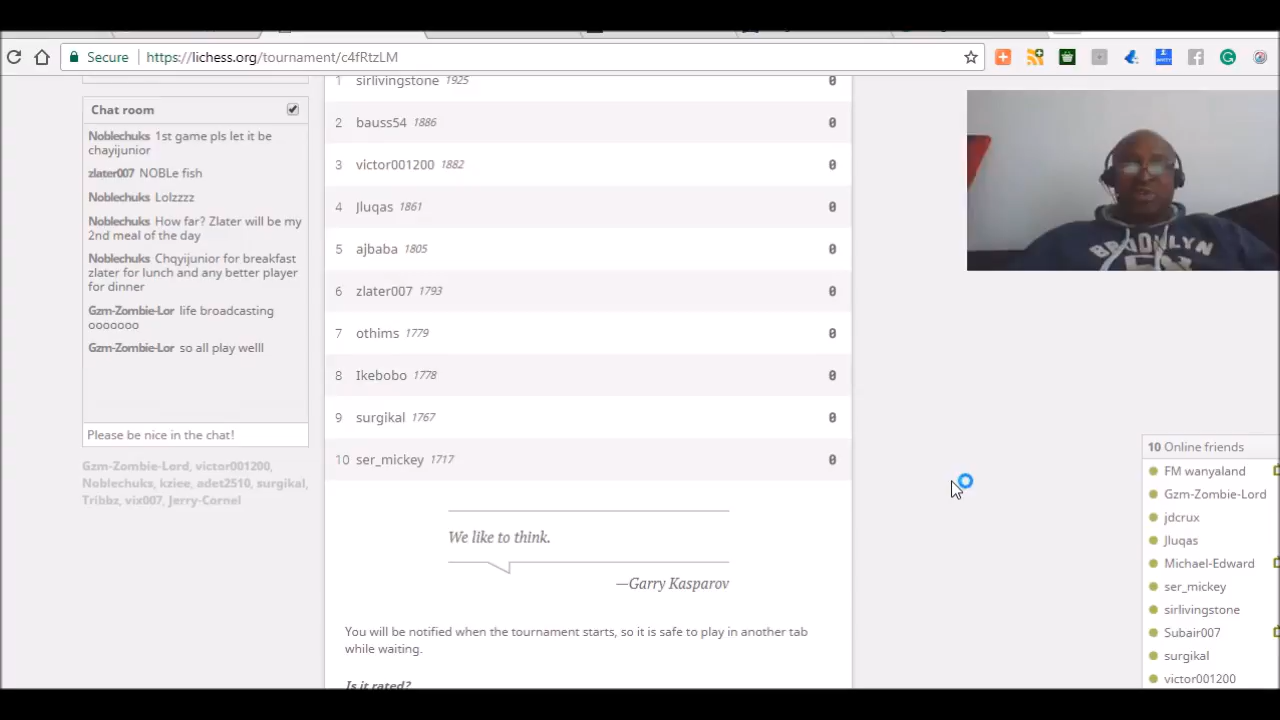 Secure https://lichess.org/tournament/c4fRtzLM
Chat room
Noblechuks 1st game pls let it be
chayijunior
zlater007 NOBLe fish
Noblechuks Lolzzzz
Noblechuks How far? Zlater will be my
2nd meal of the day
Noblechuks Chqyijunior for breakfast
zlater for lunch and any better player
for dinner
Gzm-Zombie-Lor life broadcasting
ooooooo
Gzm-Zombie-Lor so all play welll
Please be nice in the chat!
Gzm-Zombie-Lord, victor001200,
Noblechuks, kziee, adet2510, surgikal,
Tribbz, vix007, Jerry-Cornel
1 sirlivingstone 1925 0
2 bauss54 1886 0
3 victor001200 1882 0
4 Jluqas 1861 0
5 ajbaba 1805 0
6 zlater007 1793 0
7 othims 1779 0
8 Ikebobo 1778 0
9 surgikal 1767 0
10 ser_mickey 1717 0
We like to think.
—Garry Kasparov
You will be notified when the tournament starts, so it is safe to play in another tab
while waiting.
Is it rated?
BROOKLYN
10 Online friends
FM wanyaland
Gzm-Zombie-Lord
jdcrux
Jluqas
Michael-Edward
ser_mickey
sirlivingstone
Subair007
surgikal
victor001200